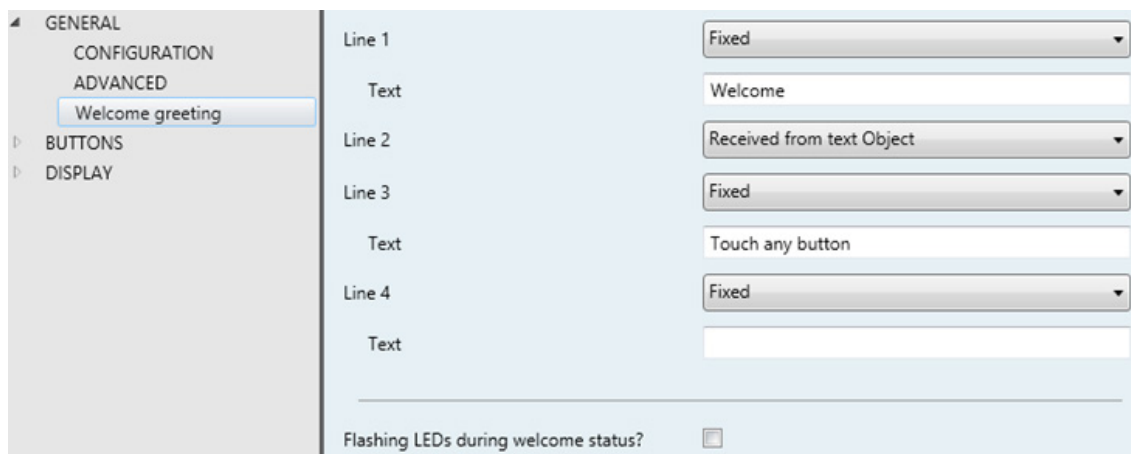 GENERAL
CONFIGURATION
ADVANCED
Welcome greeting
BUTTONS
DISPLAY
Line 1 Fixed
Text Welcome
Line 2 Received from text Object
Line 3 Fixed
Text Touch any button
Line 4 Fixed
Text
Flashing LEDs during welcome status?